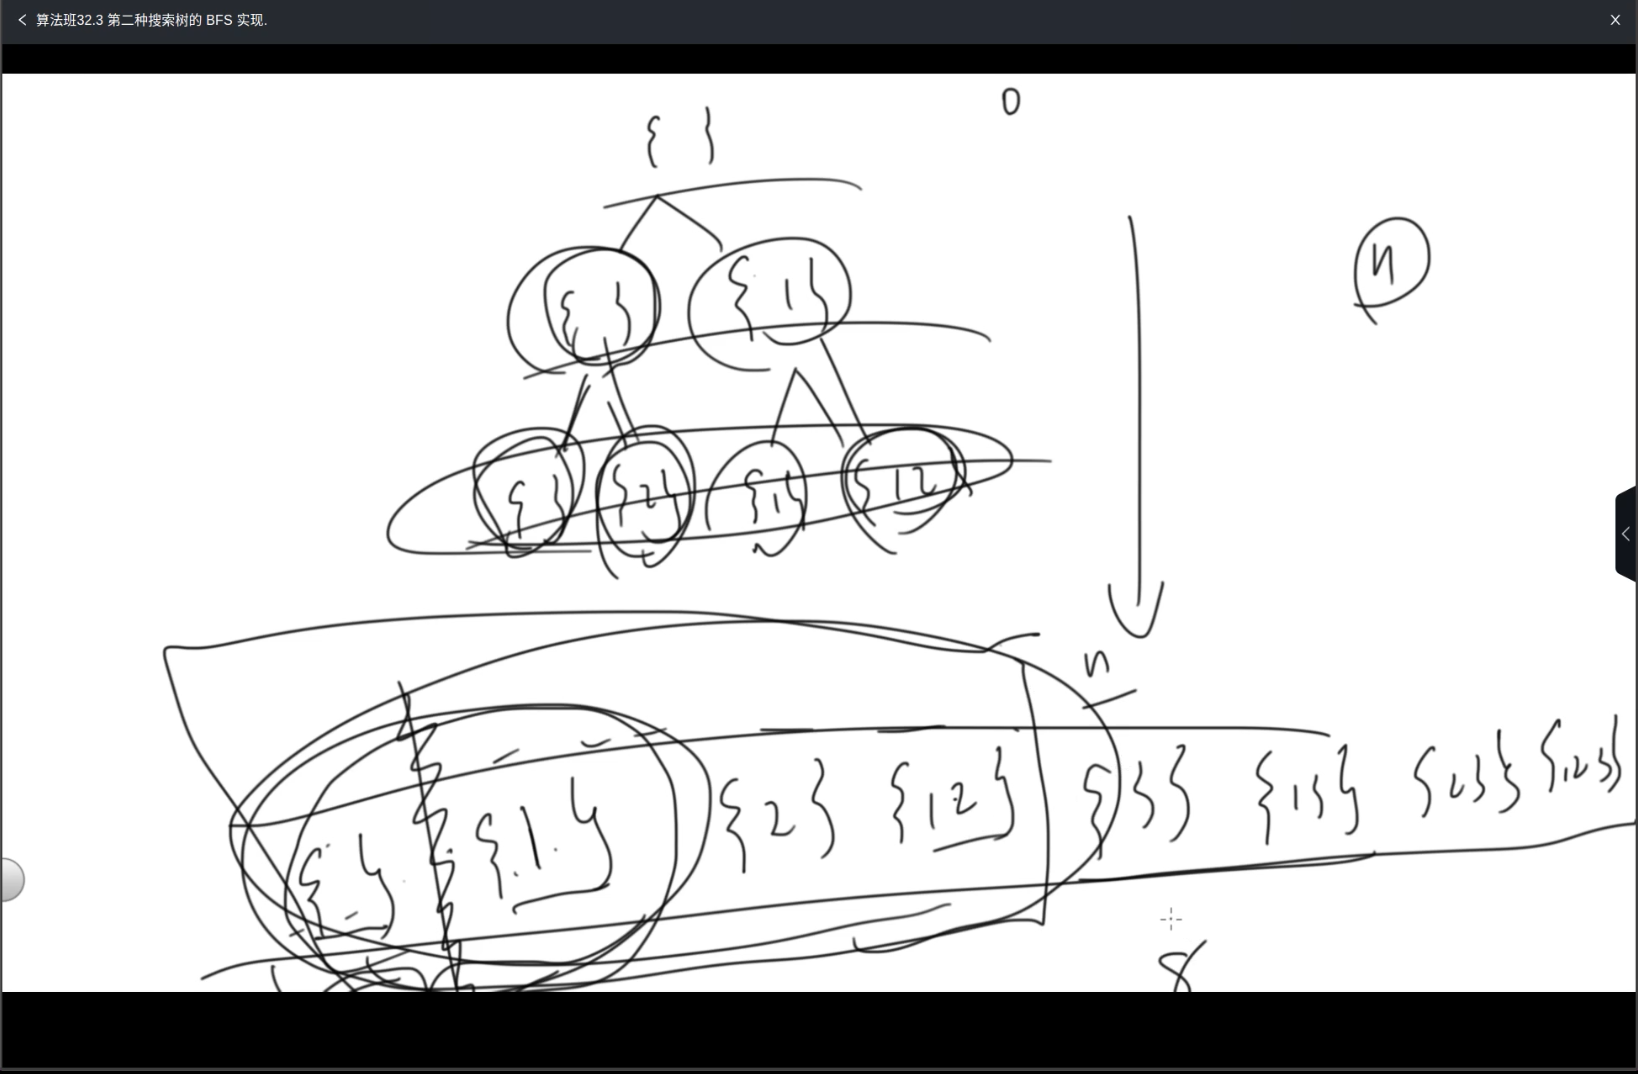 算法班32.3 第二种搜索树的 BFS 实现.
X
0
{ }
n
{ } {1}
{ } {2} {1} {12
n
{ } {1} {2} {12} {3} {13} {23} {123}
8